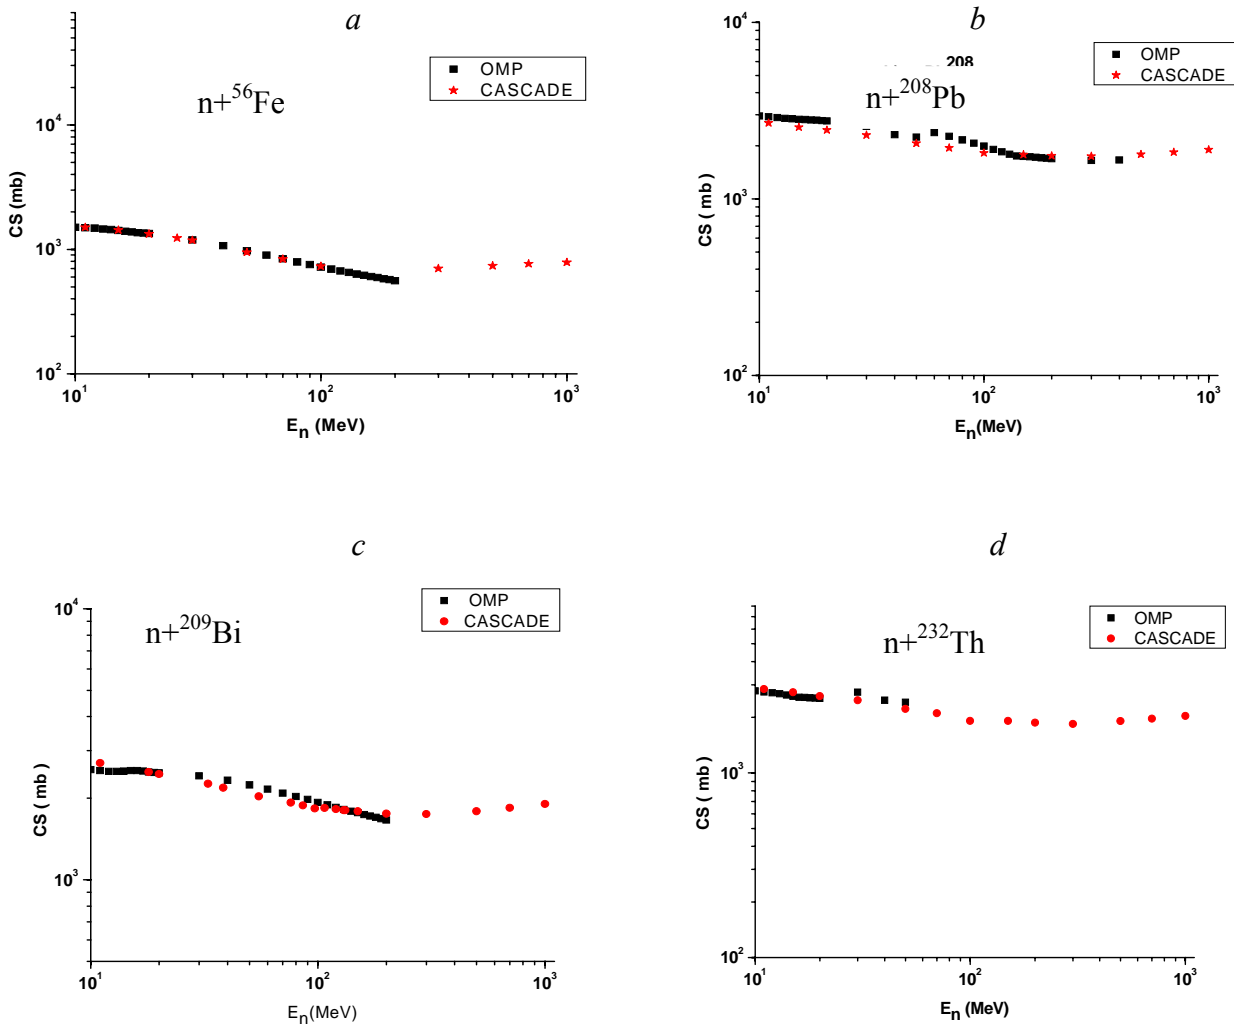 a
n+⁵⁶Fe
OMP
CASCADE
10⁴
10³
10²
CS (mb)
10¹
10²
10³
Eₙ (MeV)
b
208
n+²⁰⁸Pb
OMP
CASCADE
10⁴
10³
10²
CS ( mb )
10¹
10²
10³
Eₙ(MeV)
c
n+²⁰⁹Bi
OMP
CASCADE
10⁴
10³
CS ( mb )
10¹
10²
10³
Eₙ(MeV)
d
n+²³²Th
OMP
CASCADE
10³
10²
CS ( mb )
10¹
10²
10³
Eₙ (MeV)